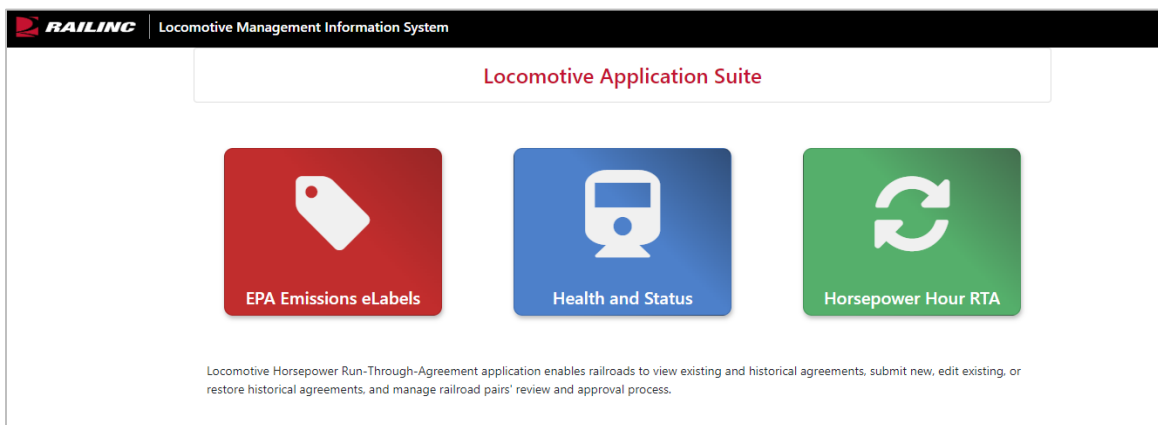 RAILINC Locomotive Management Information System
Locomotive Application Suite
EPA Emissions eLabels
Health and Status
Horsepower Hour RTA
Locomotive Horsepower Run-Through-Agreement application enables railroads to view existing and historical agreements, submit new, edit existing, or
restore historical agreements, and manage railroad pairs' review and approval process.